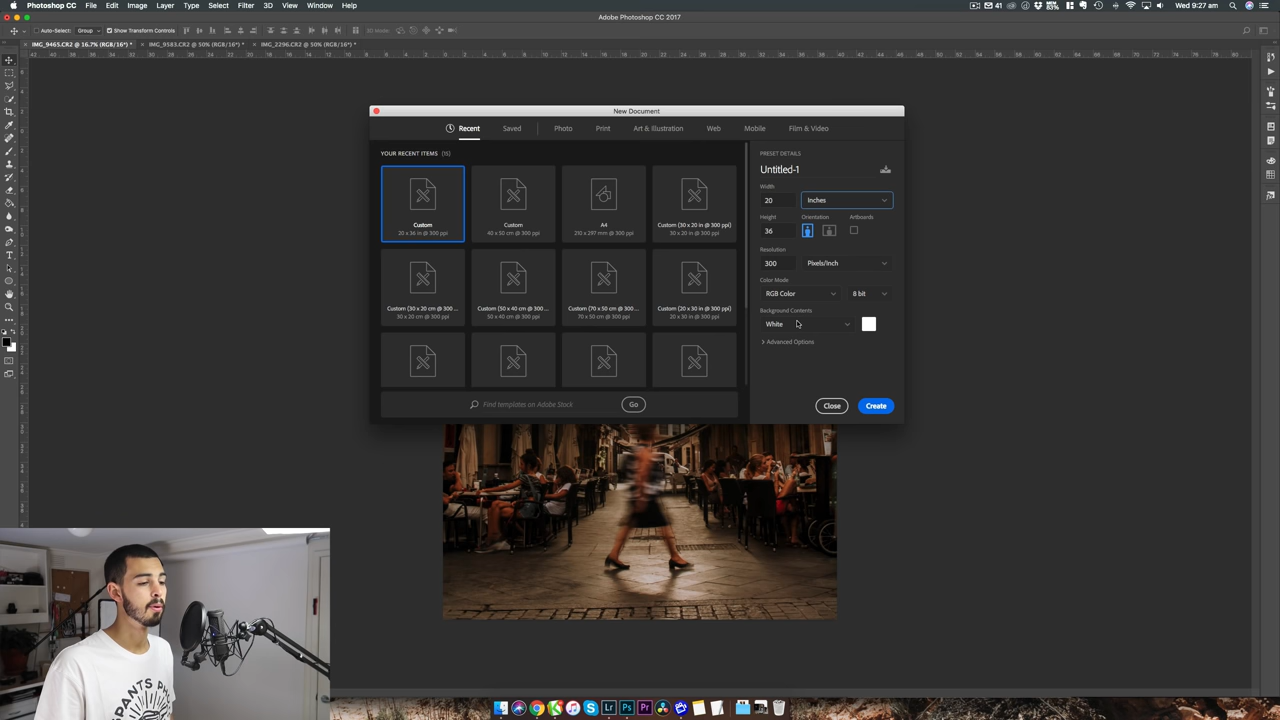 Photoshop CC File Edit Image Layer Type Select Filter 3D View Window Help
41
Wed 9:27 am
Adobe Photoshop CC 2017
Auto-Select: Group Show Transform Controls 3D Mode:
IMG_9465.CR2 @ 16.7% (RGB/16*) * IMG_9583.CR2 @ 50% (RGB/16*) * IMG_2296.CR2 @ 50% (RGB/16*) *
New Document
Recent Saved Photo Print Art & Illustration Web Mobile Film & Video
YOUR RECENT ITEMS (15)
Custom
20 x 36 in @ 300 ppi
Custom
40 x 50 cm @ 300 ppi
A4
210 x 297 mm @ 300 ppi
Custom (30 x 20 in @ 300 ppi)
30 x 20 in @ 300 ppi
Custom (30 x 20 cm @ 300 ...
30 x 20 cm @ 300 ppi
Custom (50 x 40 cm @ 300 ...
50 x 40 cm @ 300 ppi
Custom (70 x 50 cm @ 300...
70 x 50 cm @ 300 ppi
Custom (20 x 30 in @ 300 ppi)
20 x 30 in @ 300 ppi
Find templates on Adobe Stock
Go
PRESET DETAILS
Untitled-1
Width
20 Inches
Height Orientation Artboards
36
Resolution
300 Pixels/Inch
Color Mode
RGB Color 8 bit
Background Contents
White
Advanced Options
Close Create
Lr Ps Pr